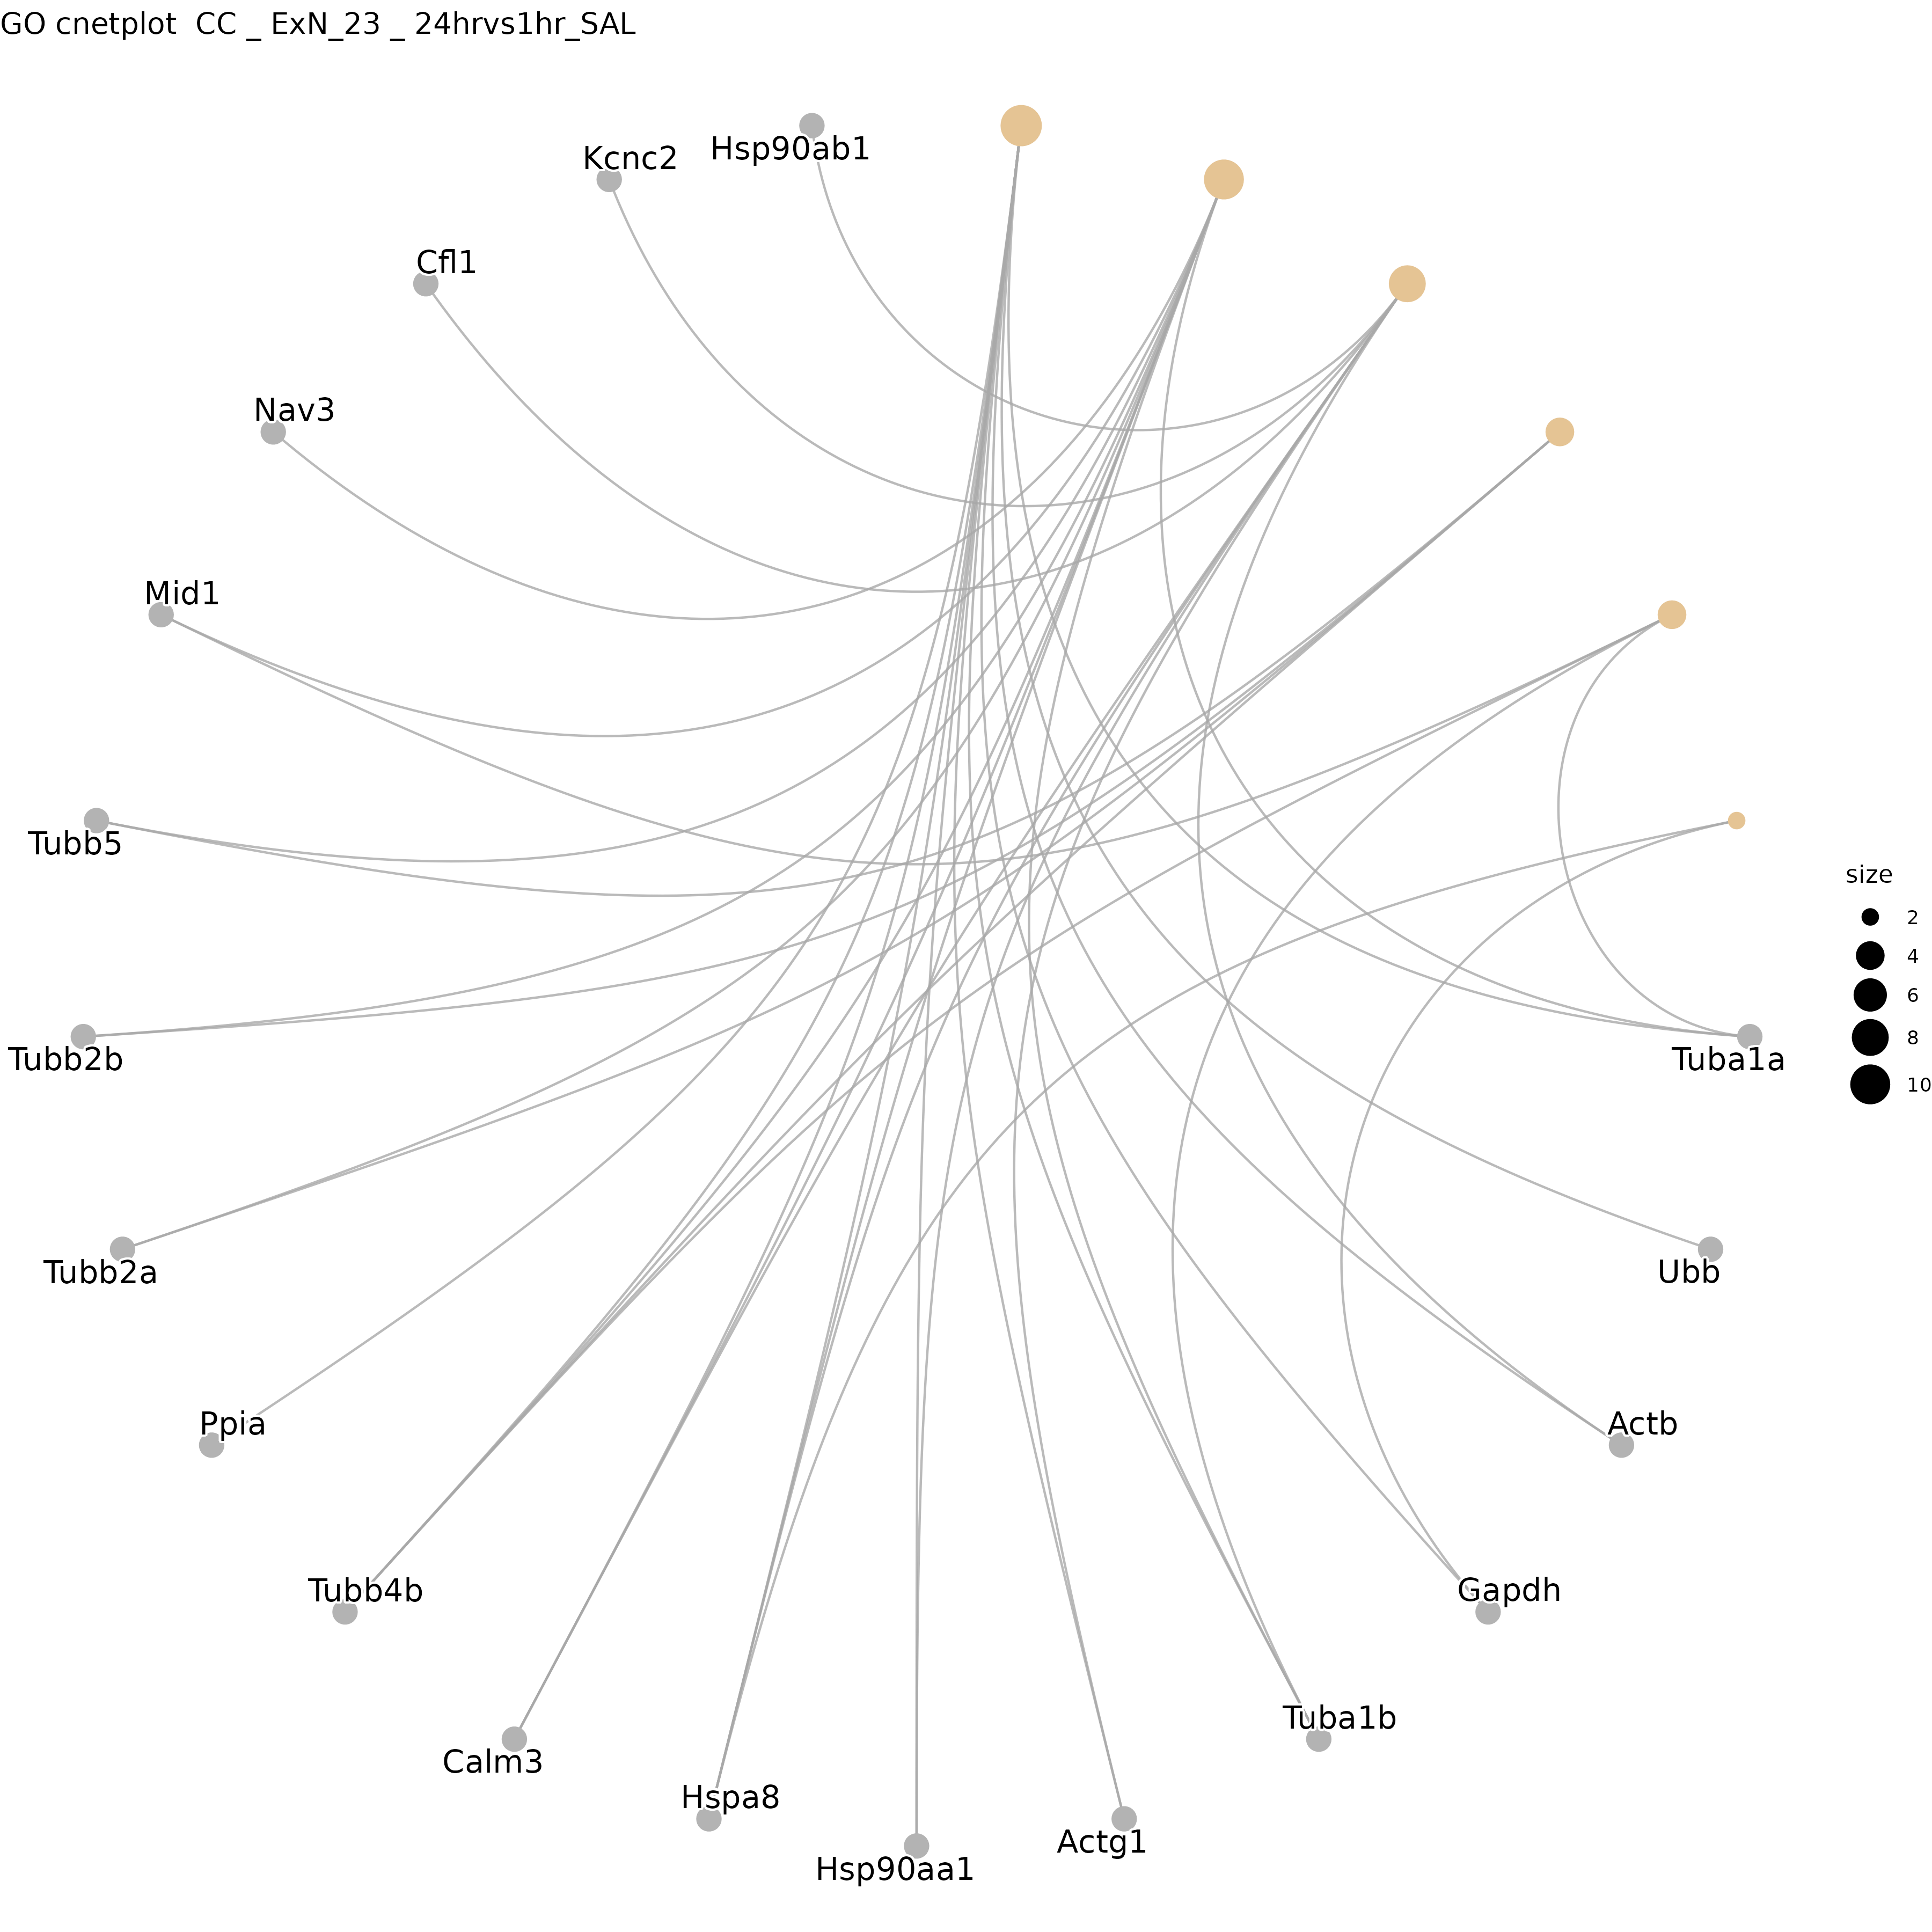 GO cnetplot  CC _ ExN_23 _ 24hrvs1hr_SAL
Hsp90ab1
Kcnc2
Cfl1
Nav3
Mid1
Tubb5
Tubb2b
Tubb2a
Ppia
Tubb4b
Calm3
Hspa8
Hsp90aa1
Actg1
Tuba1b
Gapdh
Actb
Ubb
Tuba1a
size
2
4
6
8
10